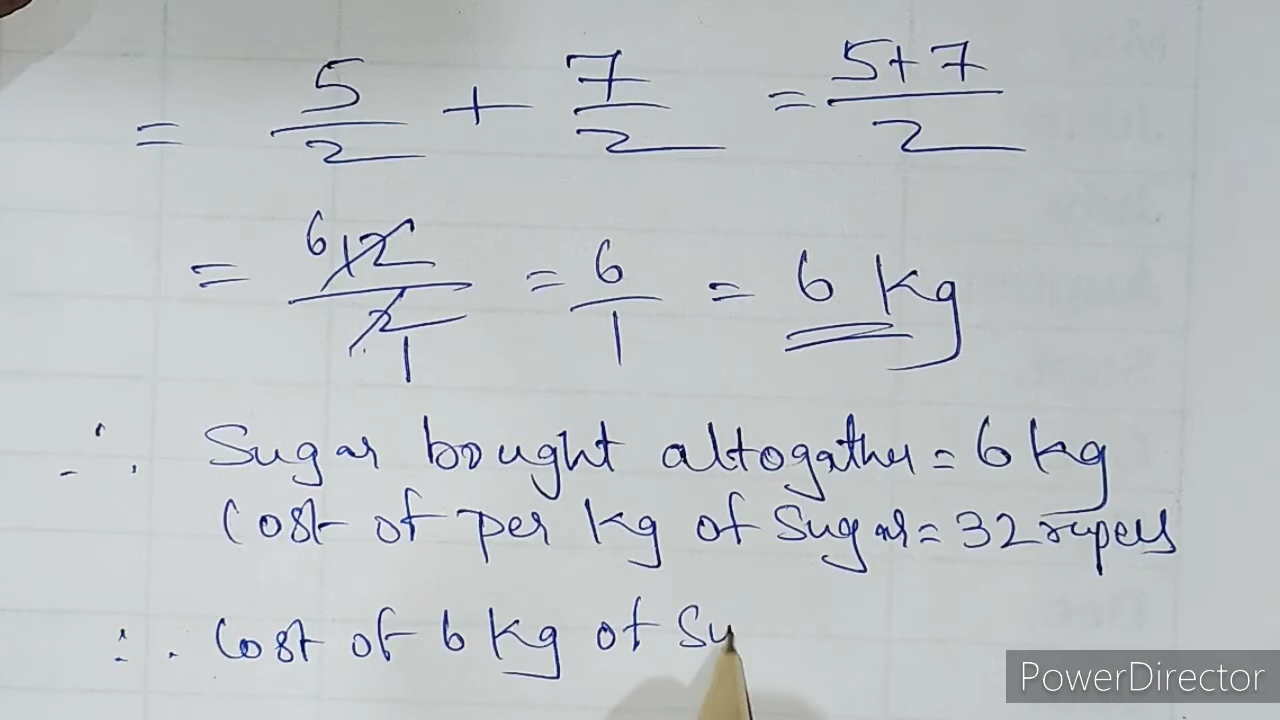 = 5/2 + 7/2 = 5+7/2
= 6 12/2 1 = 6/1 = 6 Kg
∴ Sugar bought altogather = 6 kg
Cost of per kg of Sugar = 32 rupees
∴ Cost of 6 kg of Su
PowerDirector